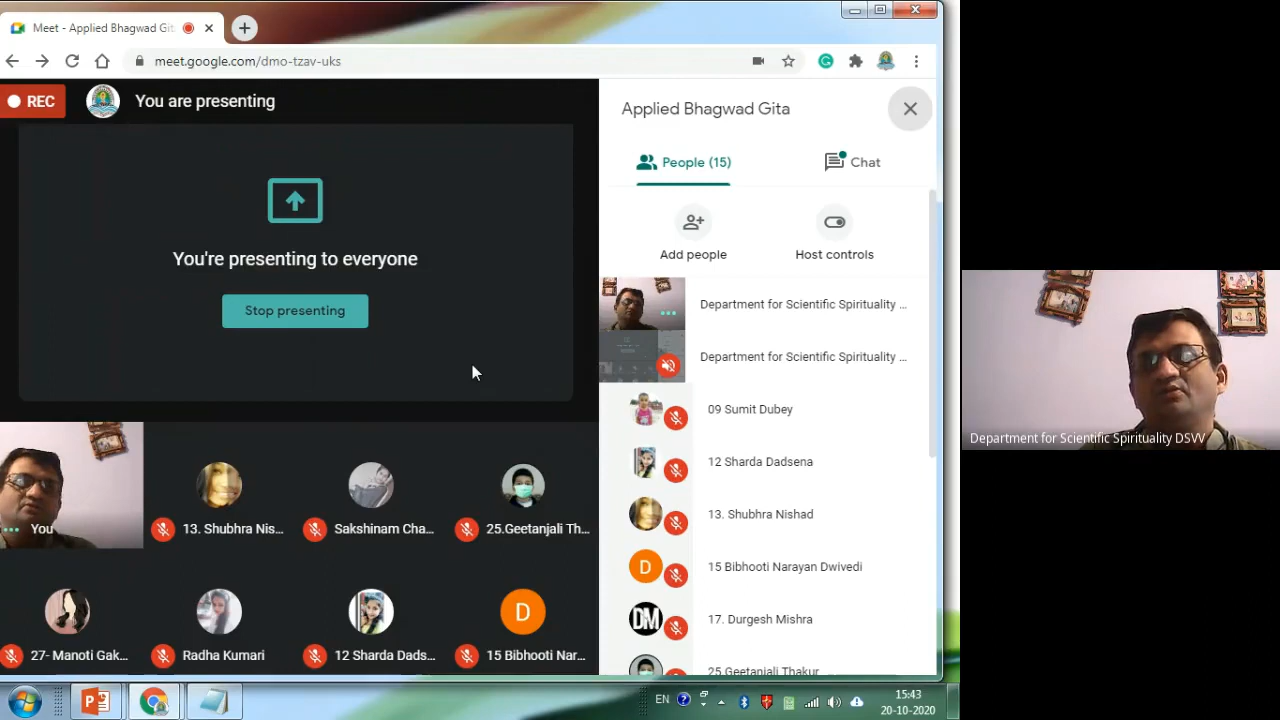 Meet - Applied Bhagwad Git
meet.google.com/dmo-tzav-uks
REC
You are presenting
You're presenting to everyone
Stop presenting
You
13. Shubhra Nis...
Sakshinam Cha...
25.Geetanjali Th...
27- Manoti Gak...
Radha Kumari
12 Sharda Dads...
D
15 Bibhooti Nar...
Applied Bhagwad Gita
People (15)
Chat
Add people
Host controls
Department for Scientific Spirituality ...
Department for Scientific Spirituality ...
09 Sumit Dubey
12 Sharda Dadsena
13. Shubhra Nishad
D
15 Bibhooti Narayan Dwivedi
DM
17. Durgesh Mishra
25.Geetanjali Thakur
Department for Scientific Spirituality DSVV
EN
15:43
20-10-2020